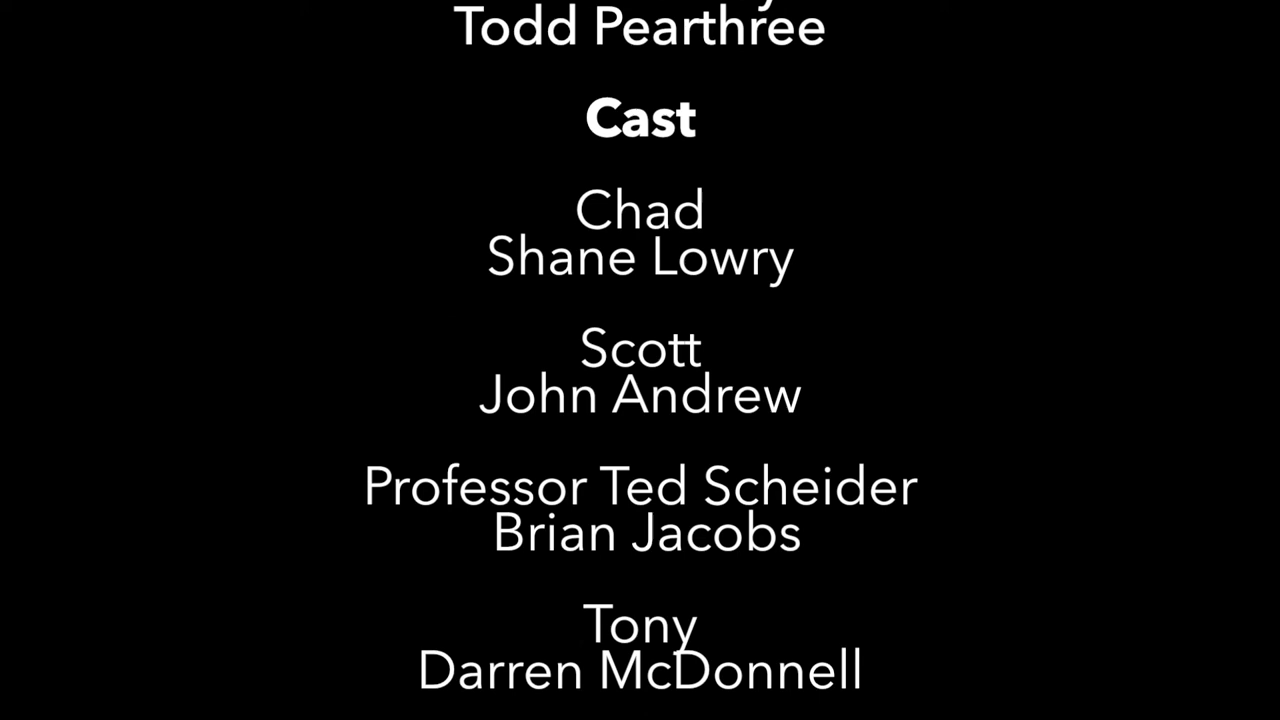 Todd Pearthree
Cast
Chad
Shane Lowry
Scott
John Andrew
Professor Ted Scheider
Brian Jacobs
Tony
Darren McDonnell